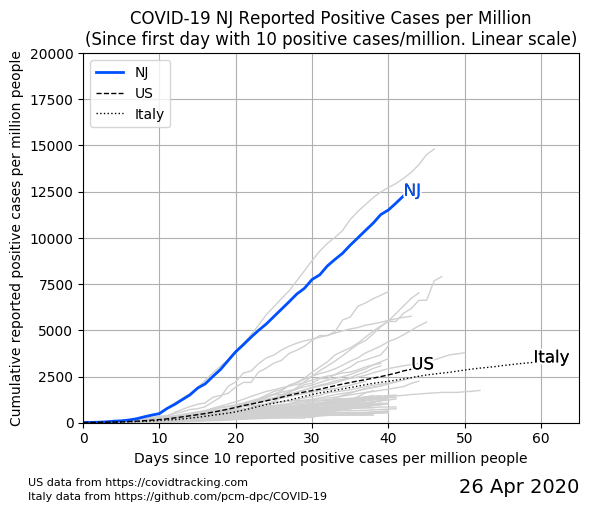 COVID-19 NJ Reported Positive Cases per Million
(Since first day with 10 positive cases/million. Linear scale)
Cumulative reported positive cases per million people
20000
17500
15000
12500
10000
7500
5000
2500
0
NJ
US
Italy
NJ
US
Italy
0 10 20 30 40 50 60
Days since 10 reported positive cases per million people
US data from https://covidtracking.com
Italy data from https://github.com/pcm-dpc/COVID-19
26 Apr 2020